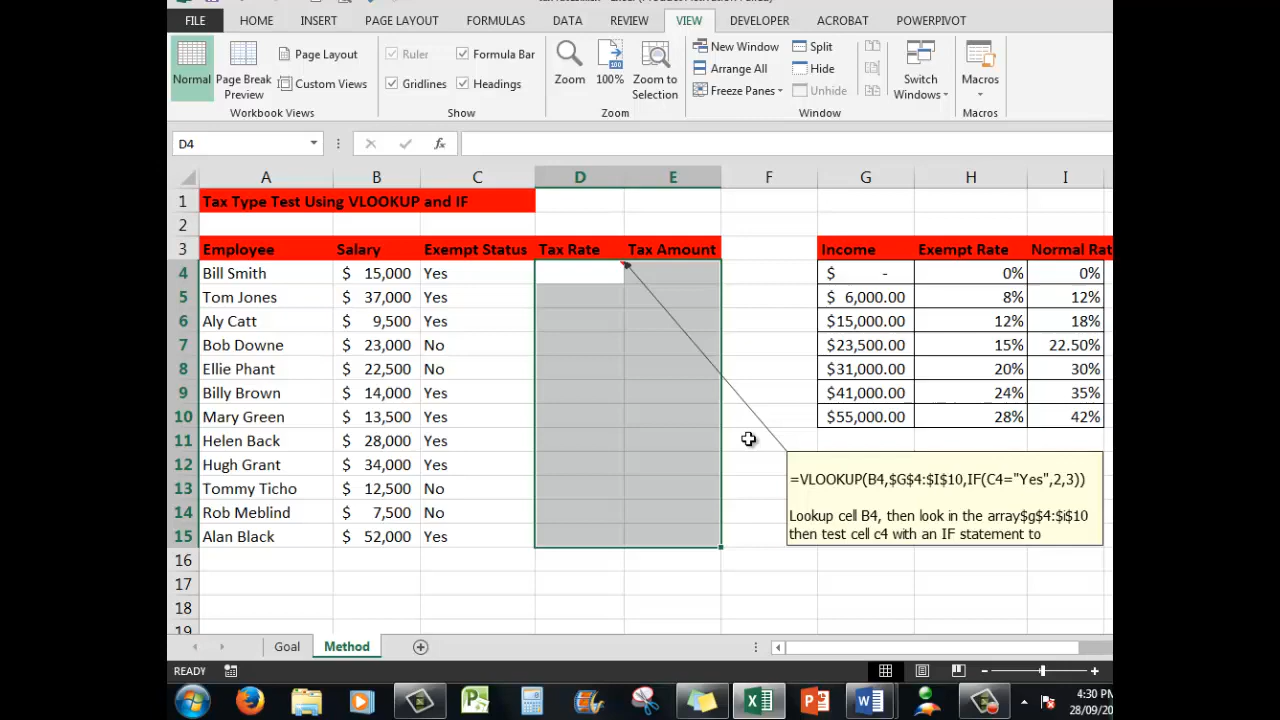 FILE HOME INSERT PAGE LAYOUT FORMULAS DATA REVIEW VIEW DEVELOPER ACROBAT POWERPIVOT
Normal
Page Break Preview
Page Layout
Custom Views
Workbook Views
Ruler
Formula Bar
Gridlines
Headings
Show
Zoom
100%
Zoom to Selection
Zoom
New Window
Arrange All
Freeze Panes
Split
Hide
Unhide
Switch Windows
Window
Macros
Macros
D4
fx
A B C D E F G H I
1 Tax Type Test Using VLOOKUP and IF
2
3 Employee Salary Exempt Status Tax Rate Tax Amount Income Exempt Rate Normal Rat
4 Bill Smith $ 15,000 Yes $ - 0% 0%
5 Tom Jones $ 37,000 Yes $ 6,000.00 8% 12%
6 Aly Catt $ 9,500 Yes $15,000.00 12% 18%
7 Bob Downe $ 23,000 No $23,500.00 15% 22.50%
8 Ellie Phant $ 22,500 No $31,000.00 20% 30%
9 Billy Brown $ 14,000 Yes $41,000.00 24% 35%
10 Mary Green $ 13,500 Yes $55,000.00 28% 42%
11 Helen Back $ 28,000 Yes
12 Hugh Grant $ 34,000 Yes
13 Tommy Ticho $ 12,500 No
14 Rob Meblind $ 7,500 No
15 Alan Black $ 52,000 Yes
=VLOOKUP(B4,$G$4:$I$10,IF(C4="Yes",2,3))
Lookup cell B4, then look in the array$g$4:$i$10
then test cell c4 with an IF statement to
16
17
18
19
Goal Method
READY
4:30 PM
28/09/20